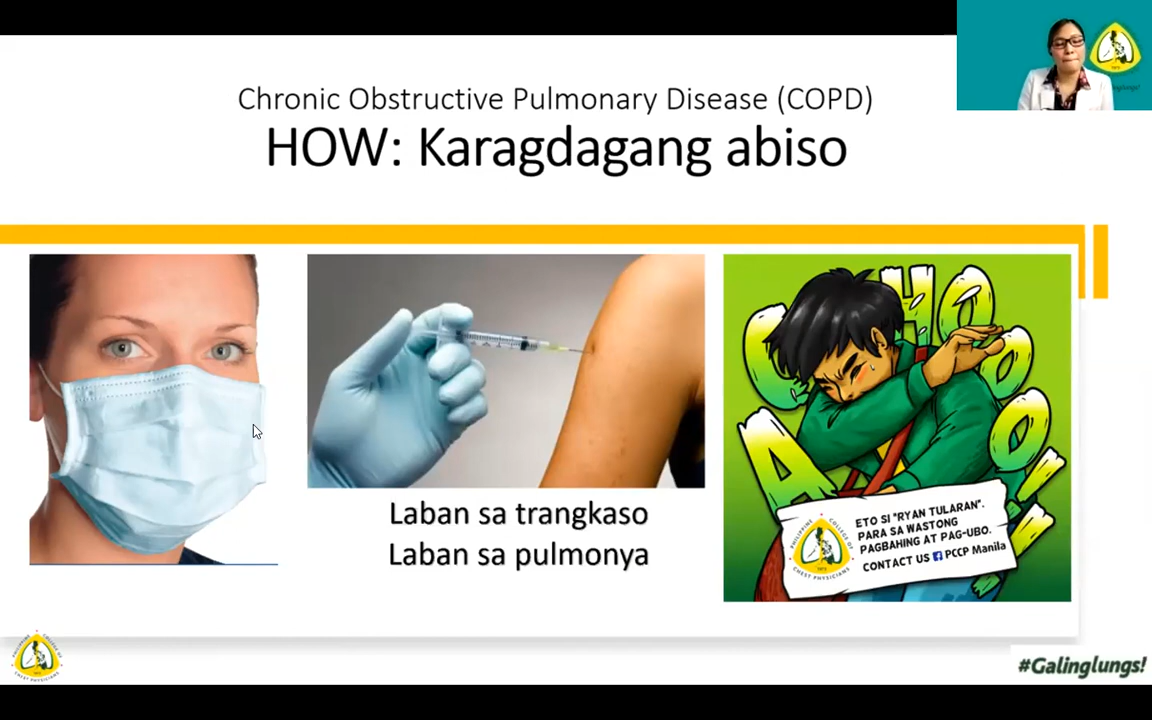 Chronic Obstructive Pulmonary Disease (COPD)
HOW: Karagdagang abiso
Laban sa trangkaso
Laban sa pulmonya
AHOOO!!
ETO SI "RYAN TULARAN".
PARA SA WASTONG
PAGBAHING AT PAG-UBO.
CONTACT US f PCCP Manila
PHILIPPINE COLLEGE OF
CHEST PHYSICIANS
#Galinglungs!